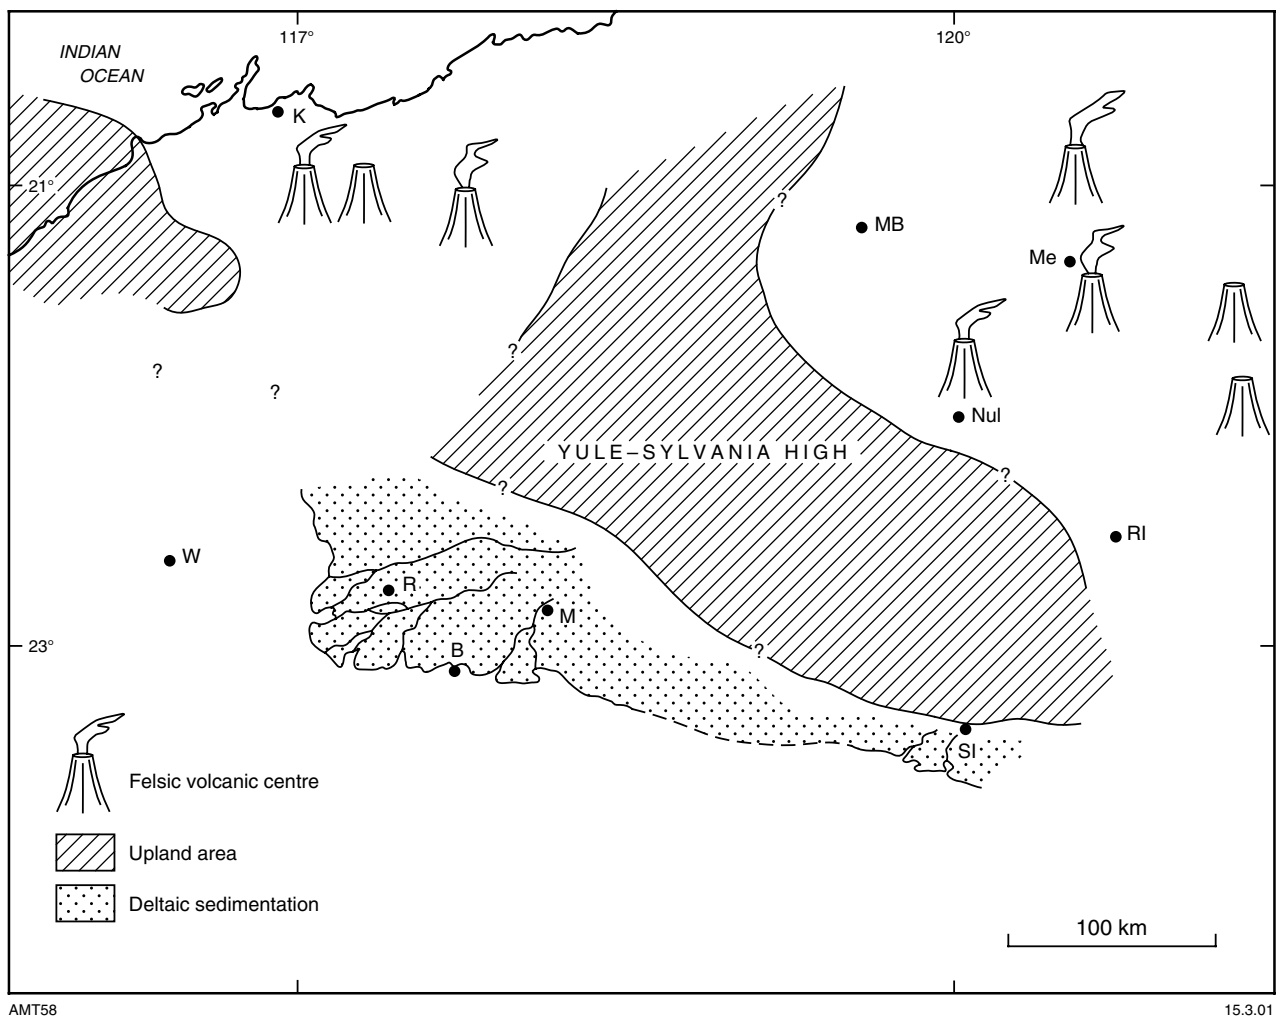 117°
120°
INDIAN
OCEAN
K
21°
?
MB
Me
?
?
?
Nul
YULE–SYLVANIA HIGH
?
?
RI
W
R
M
23°
B
?
SI
Felsic volcanic centre
Upland area
Deltaic sedimentation
100 km
AMT58
15.3.01